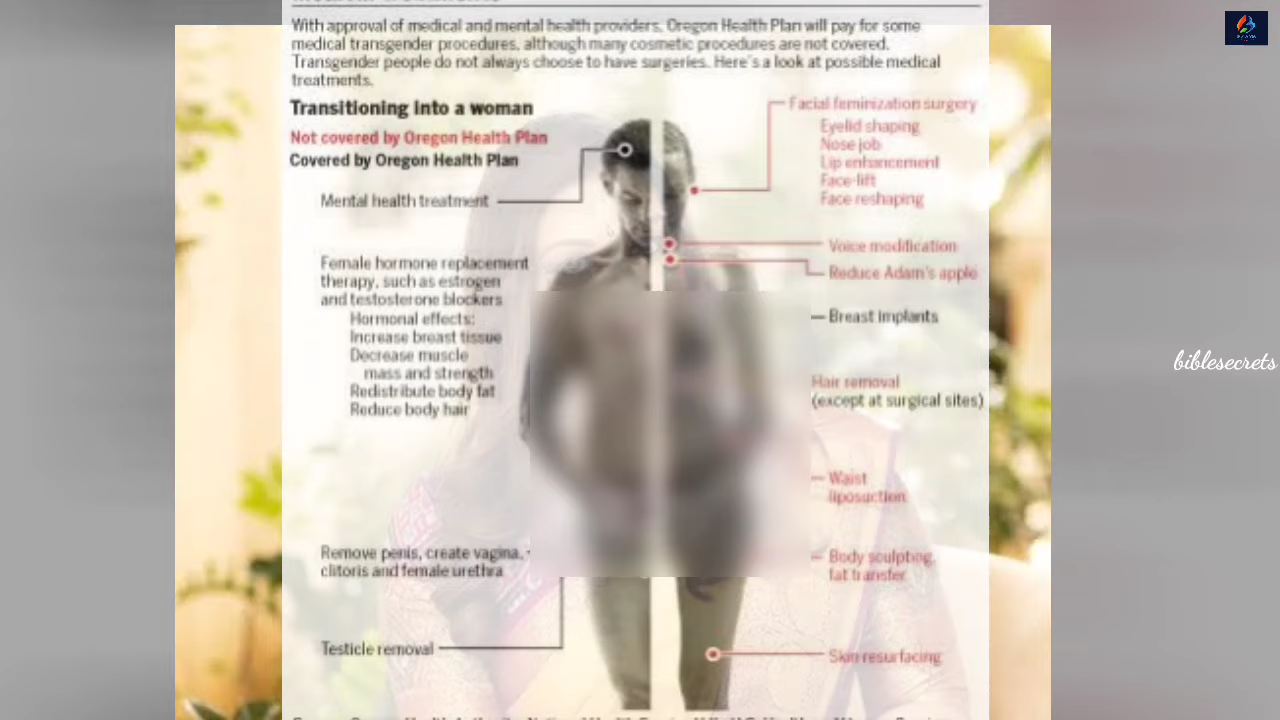 With approval of medical and mental health providers, Oregon Health Plan will pay for some
medical transgender procedures, although many cosmetic procedures are not covered.
Transgender people do not always choose to have surgeries. Here's a look at possible medical
treatments.
Transitioning into a woman
Not covered by Oregon Health Plan
Covered by Oregon Health Plan
Mental health treatment
Female hormone replacement
therapy, such as estrogen
and testosterone blockers
Hormonal effects:
Increase breast tissue
Decrease muscle
mass and strength
Redistribute body fat
Reduce body hair
Remove penis, create vagina,
clitoris and female urethra
Testicle removal
Facial feminization surgery
Eyelid shaping
Nose job
Lip enhancement
Face-lift
Face reshaping
Voice modification
Reduce Adam's apple
Breast implants
Hair removal
(except at surgical sites)
Waist
liposuction
Body sculpting,
fat transfer
Skin resurfacing
biblesecrets